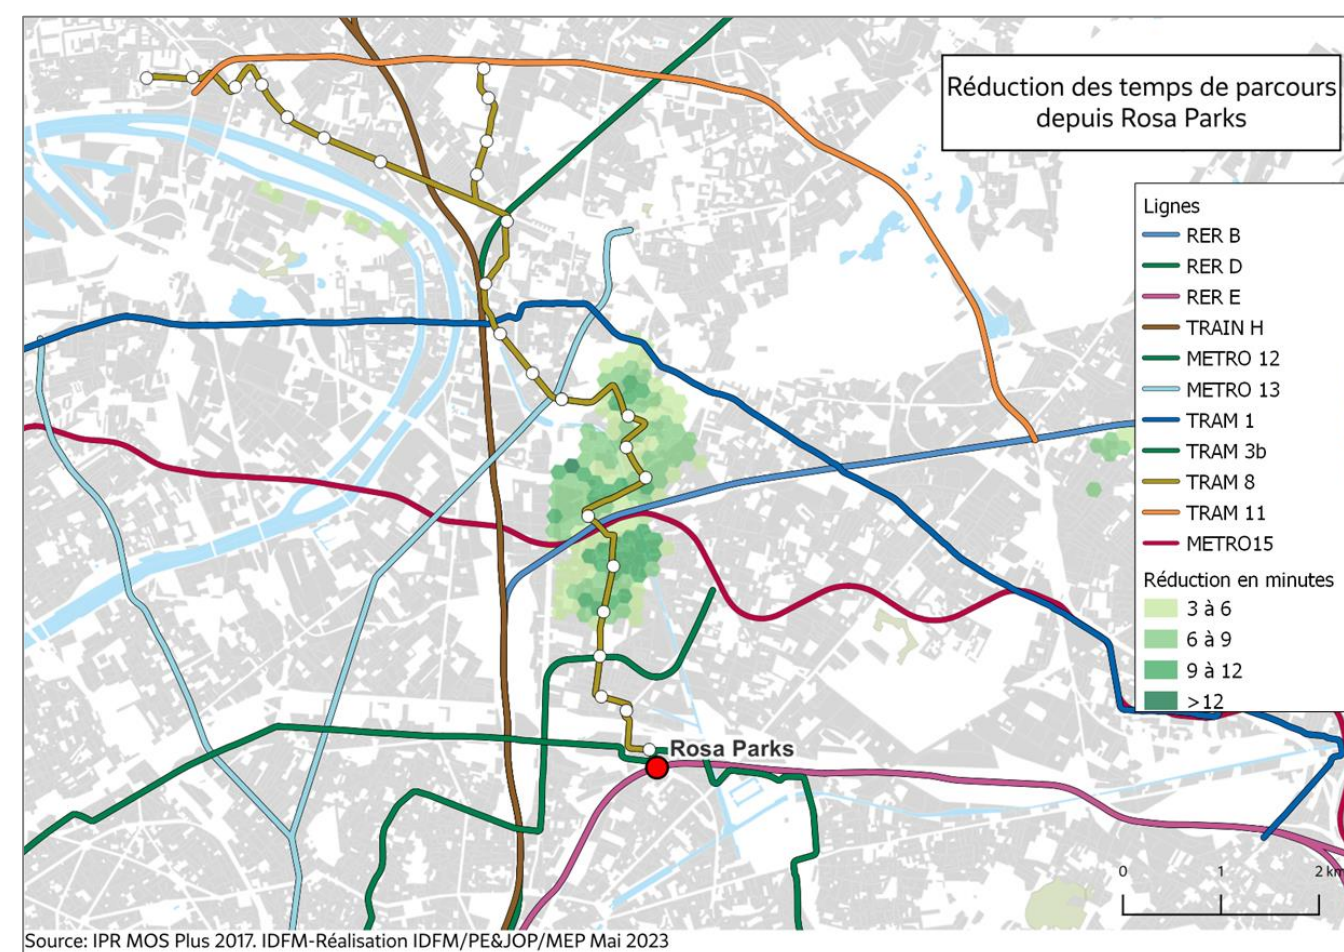 Réduction des temps de parcours
depuis Rosa Parks
Lignes
RER B
RER D
RER E
TRAIN H
METRO 12
METRO 13
TRAM 1
TRAM 3b
TRAM 8
TRAM 11
METRO15
Réduction en minutes
3 à 6
6 à 9
9 à 12
>12
Rosa Parks
0 1 2 km
Source: IPR MOS Plus 2017. IDFM-Réalisation IDFM/PE&JOP/MEP Mai 2023